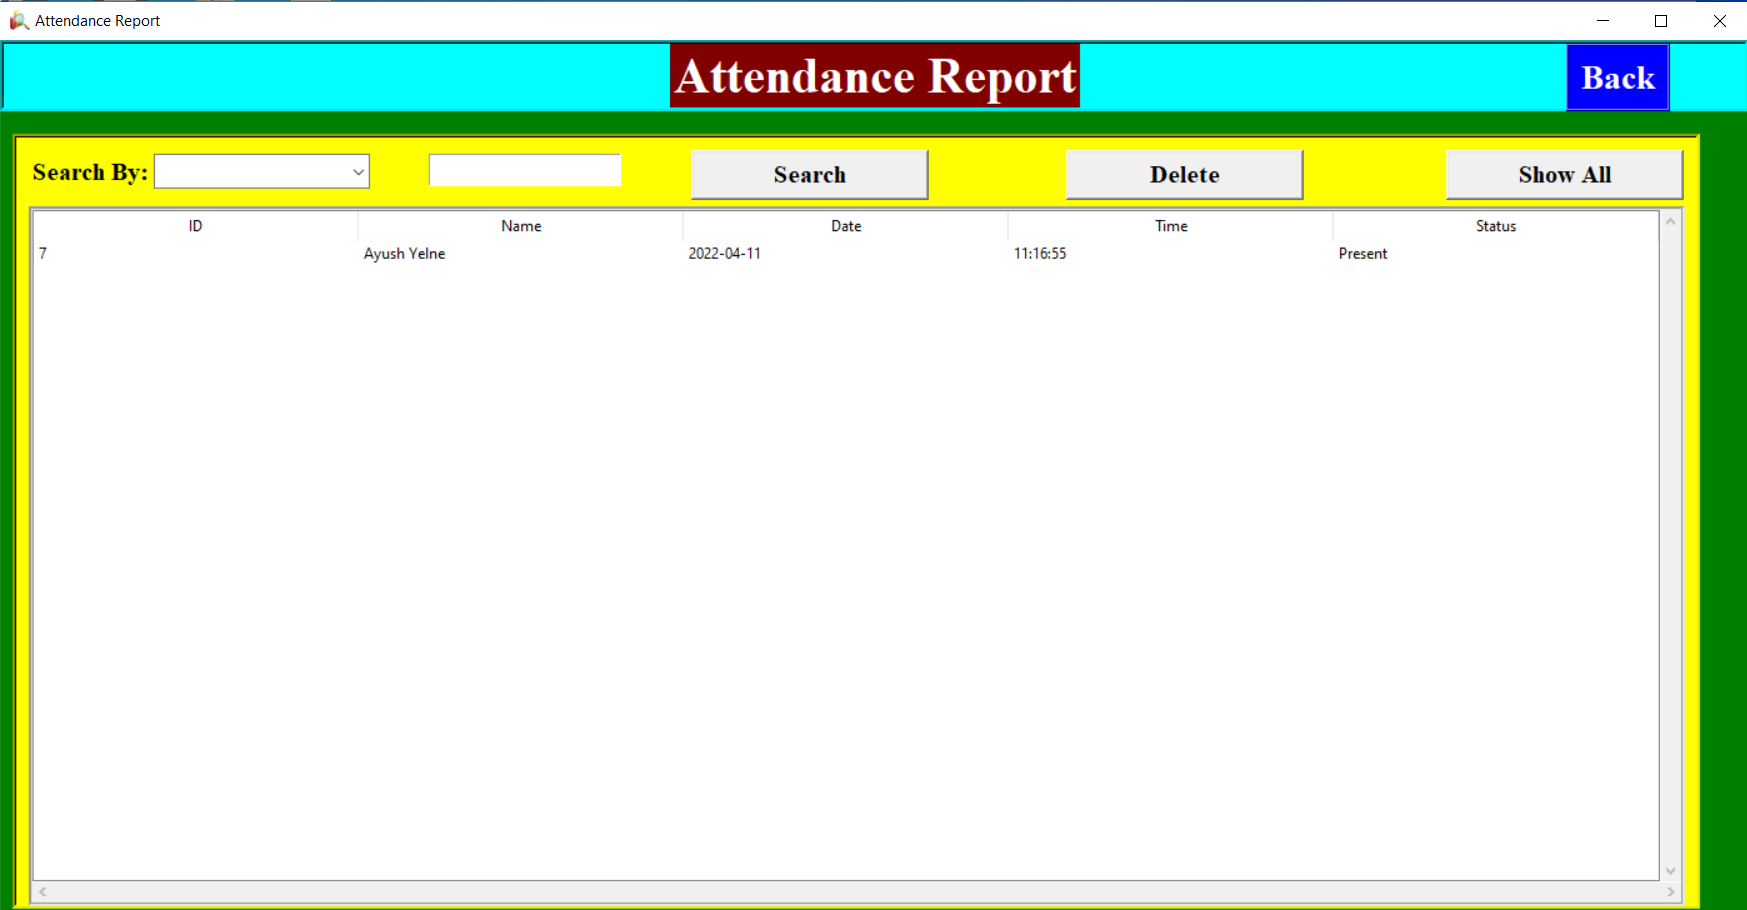 Attendance Report
Attendance Report
Back
Search By:
Search
Delete
Show All
ID Name Date Time Status
7 Ayush Yelne 2022-04-11 11:16:55 Present